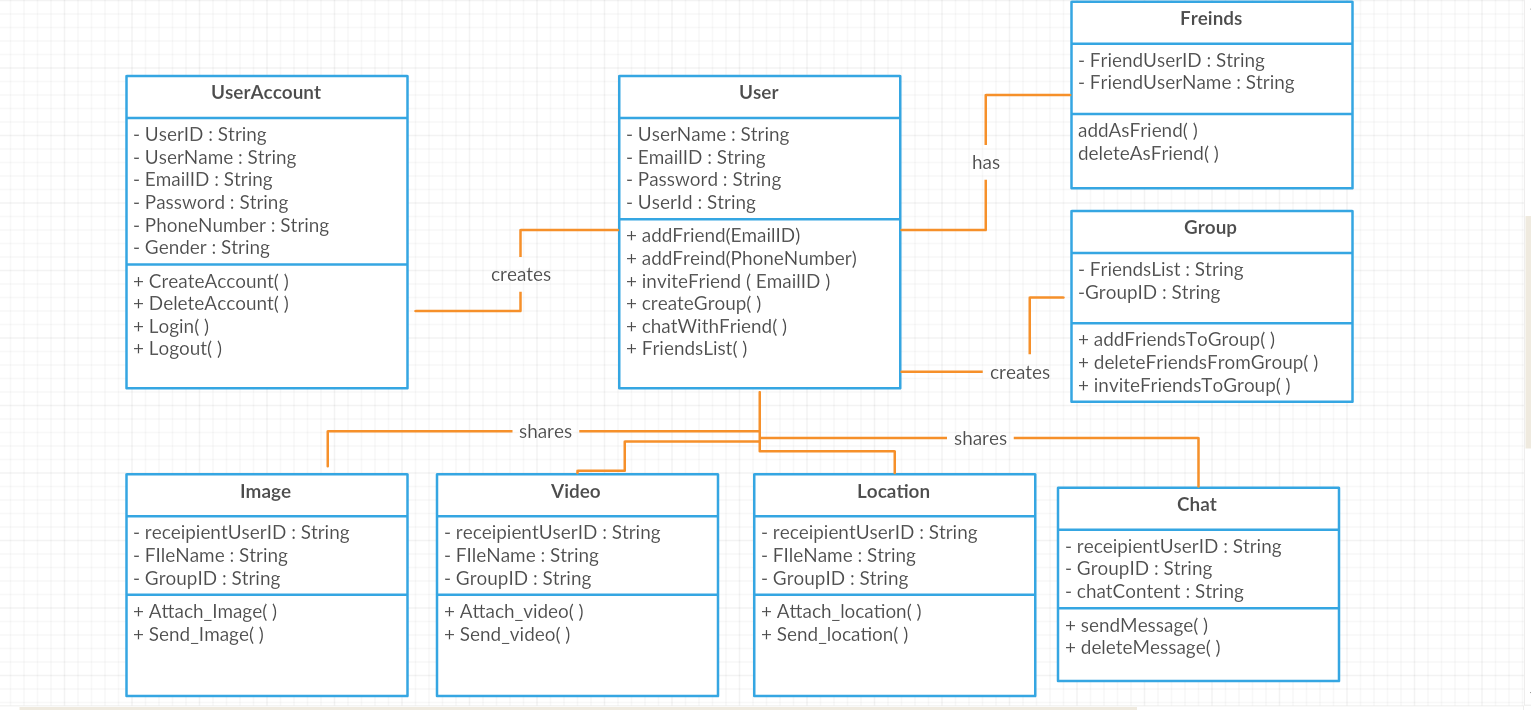 Freinds
- FriendUserID : String
- FriendUserName : String
addAsFriend( )
deleteAsFriend( )
UserAccount
- UserID : String
- UserName : String
- EmailID : String
- Password : String
- PhoneNumber : String
- Gender : String
+ CreateAccount( )
+ DeleteAccount( )
+ Login( )
+ Logout( )
creates
User
- UserName : String
- EmailID : String
- Password : String
- UserId : String
+ addFriend(EmailID)
+ addFreind(PhoneNumber)
+ inviteFriend ( EmailID )
+ createGroup( )
+ chatWithFriend( )
+ FriendsList( )
has
creates
Group
- FriendsList : String
-GroupID : String
+ addFriendsToGroup( )
+ deleteFriendsFromGroup( )
+ inviteFriendsToGroup( )
shares
shares
Image
- receipientUserID : String
- FIleName : String
- GroupID : String
+ Attach_Image( )
+ Send_Image( )
Video
- receipientUserID : String
- FIleName : String
- GroupID : String
+ Attach_video( )
+ Send_video( )
Location
- receipientUserID : String
- FIleName : String
- GroupID : String
+ Attach_location( )
+ Send_location( )
Chat
- receipientUserID : String
- GroupID : String
- chatContent : String
+ sendMessage( )
+ deleteMessage( )